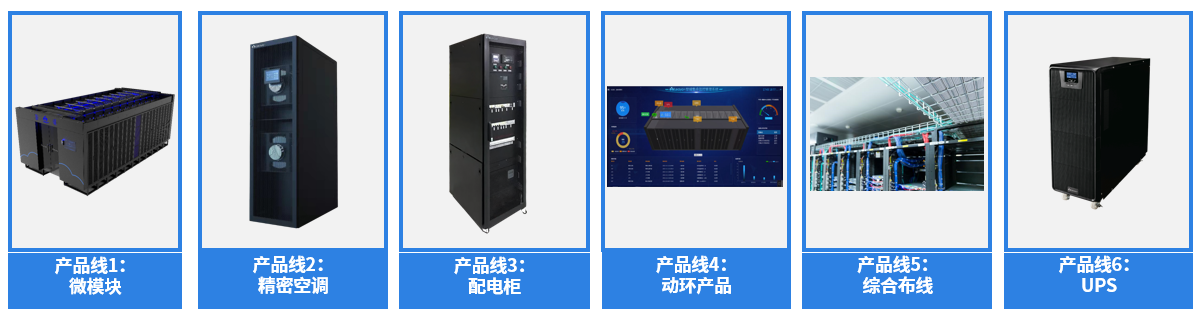 产品线1：
微模块
产品线2：
精密空调
产品线3：
配电柜
产品线4：
动环产品
产品线5：
综合布线
产品线6：
UPS